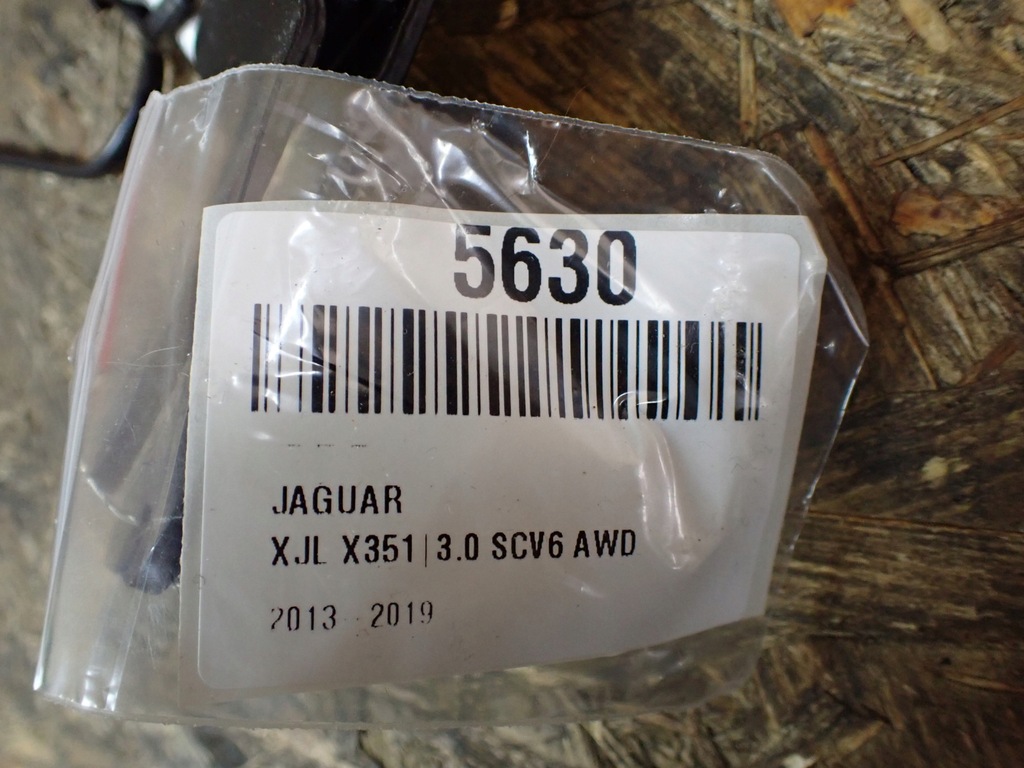 5630
JAGUAR
XJL X351|3.0 SCV6 AWD
2013 - 2019